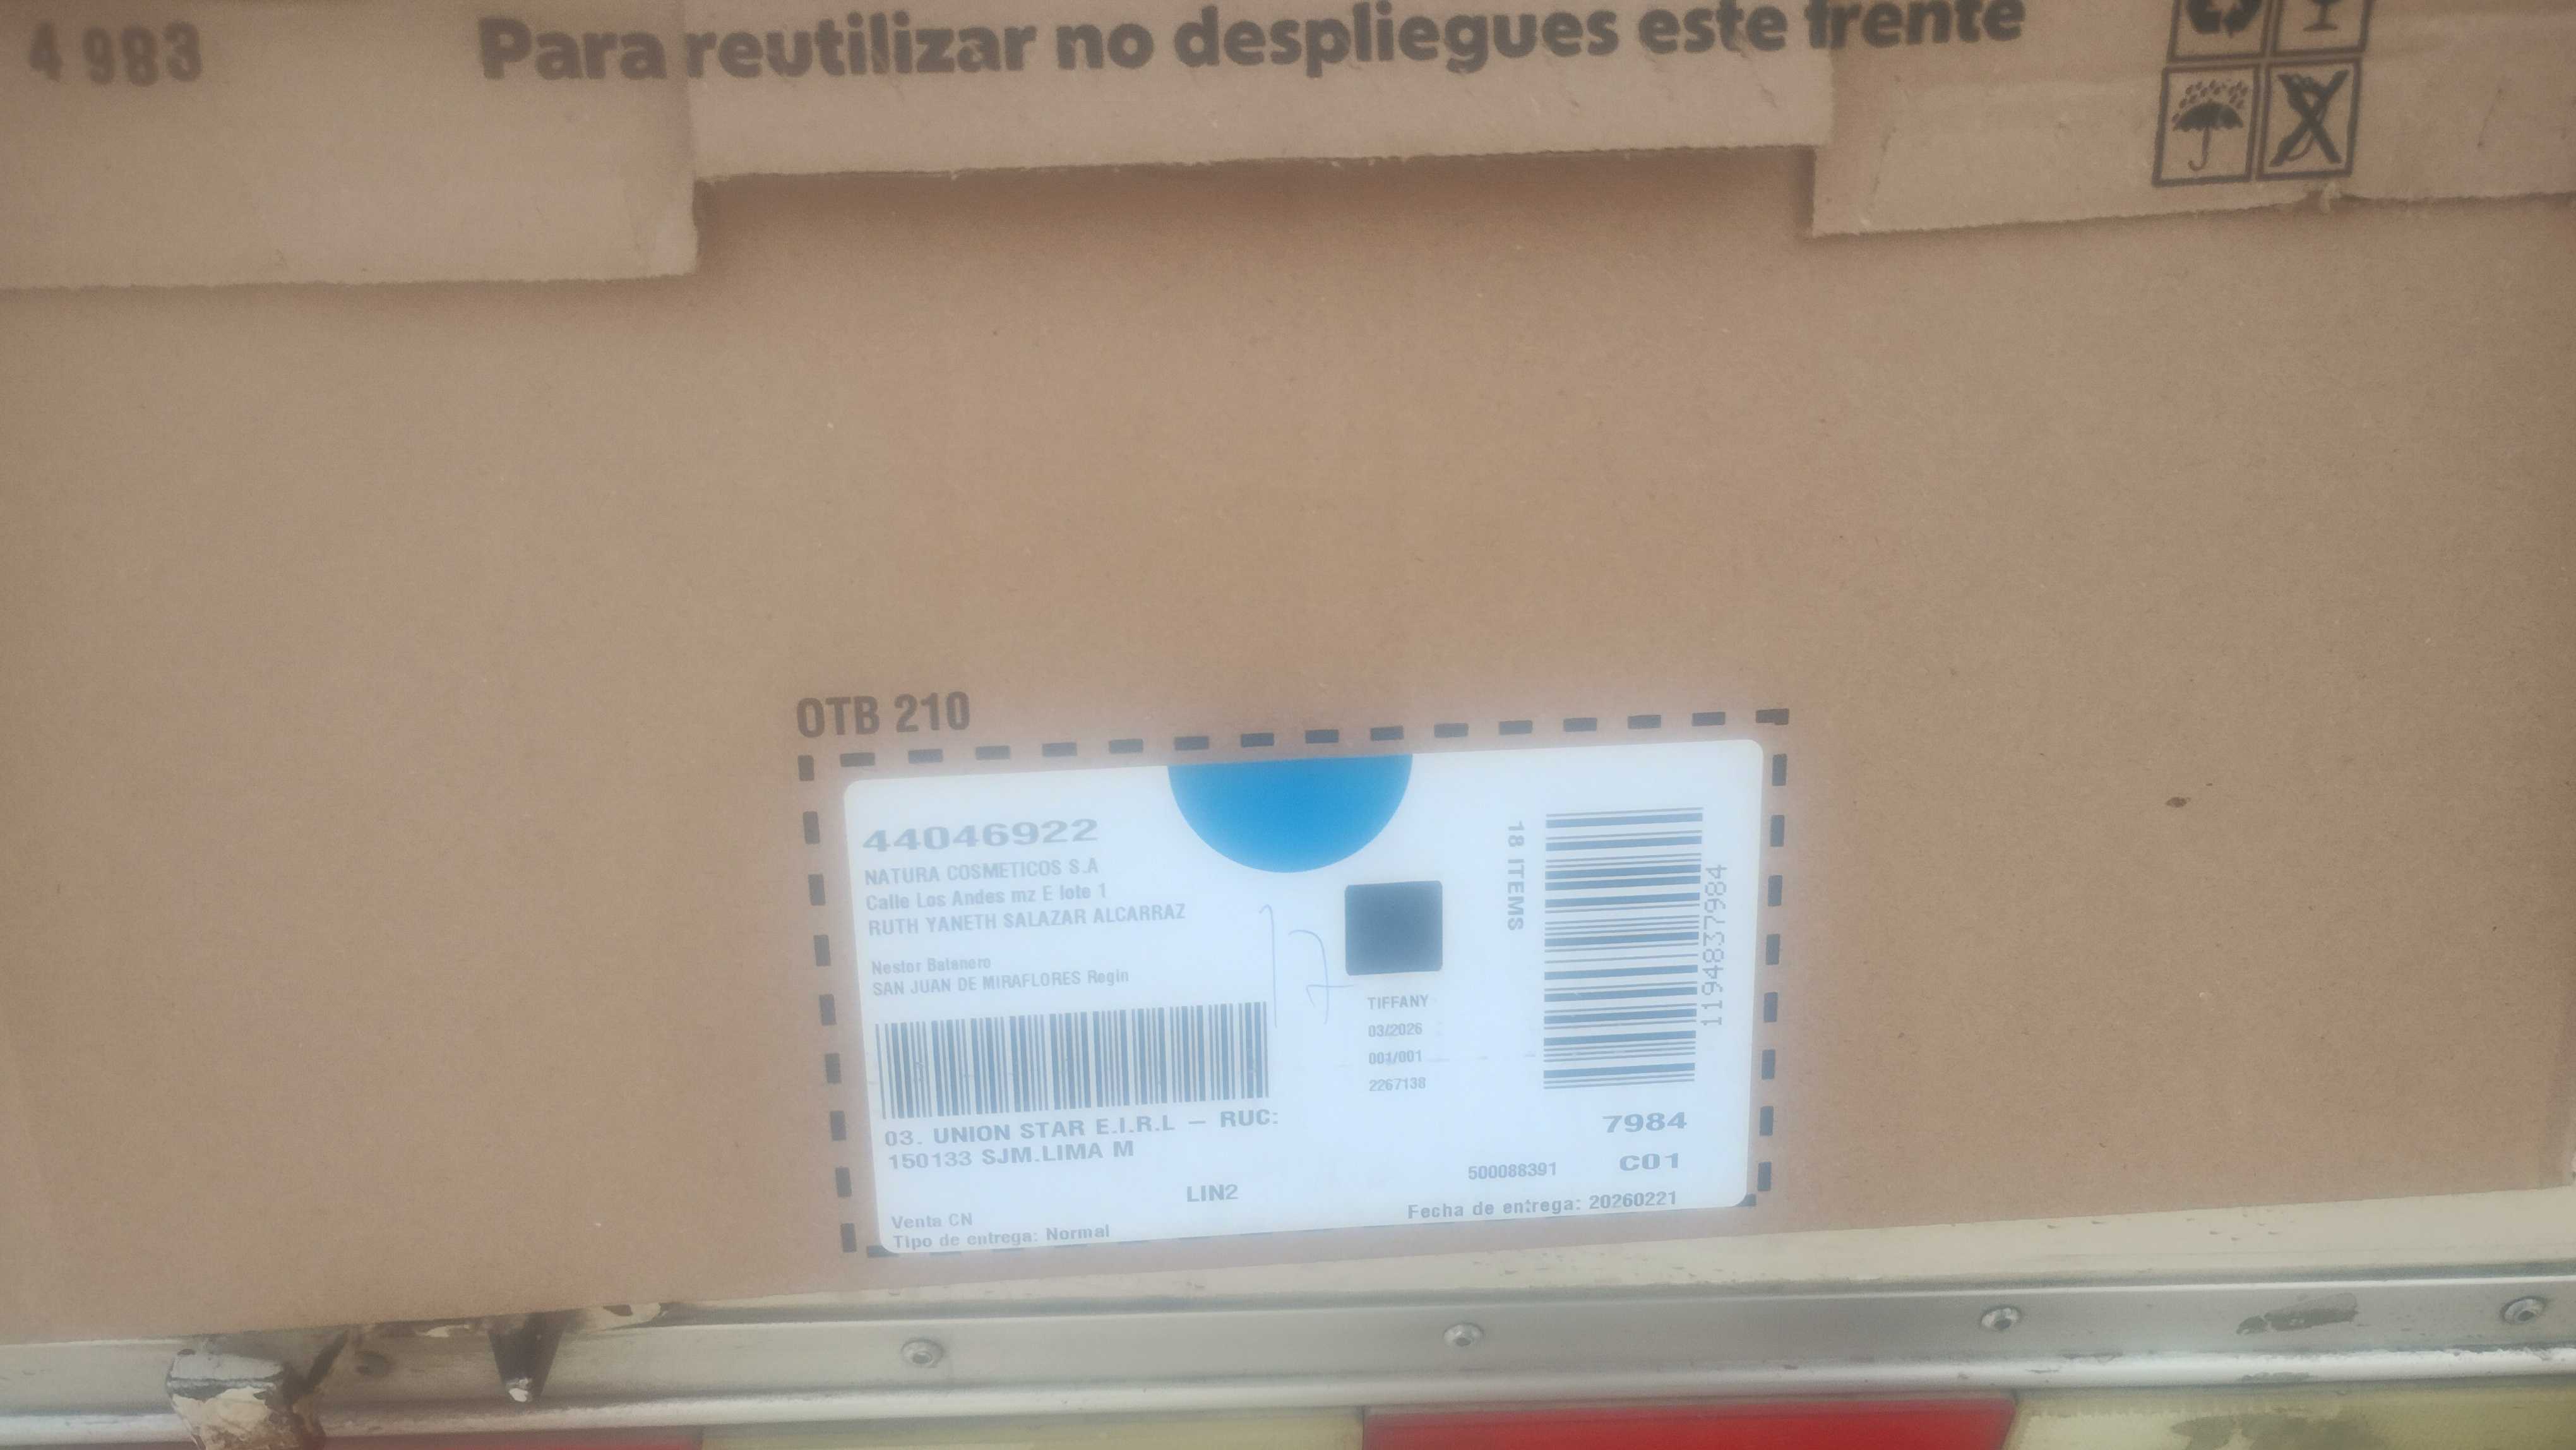 4 983
Para reutilizar no despliegues este frente
OTB 210
44046922
NATURA COSMETICOS S.A
Calle Los Andes mz E lote 1
RUTH YANETH SALAZAR ALCARRAZ
Nestor Batanero
SAN JUAN DE MIRAFLORES Regin
03. UNION STAR E.I.R.L – RUC:
150133 SJM.LIMA M
LIN2
Venta CN
Tipo de entrega: Normal
17
TIFFANY
03/2026
001/001
2267138
18 ITEMS
1194837984
7984
500088391
C01
Fecha de entrega: 20260221